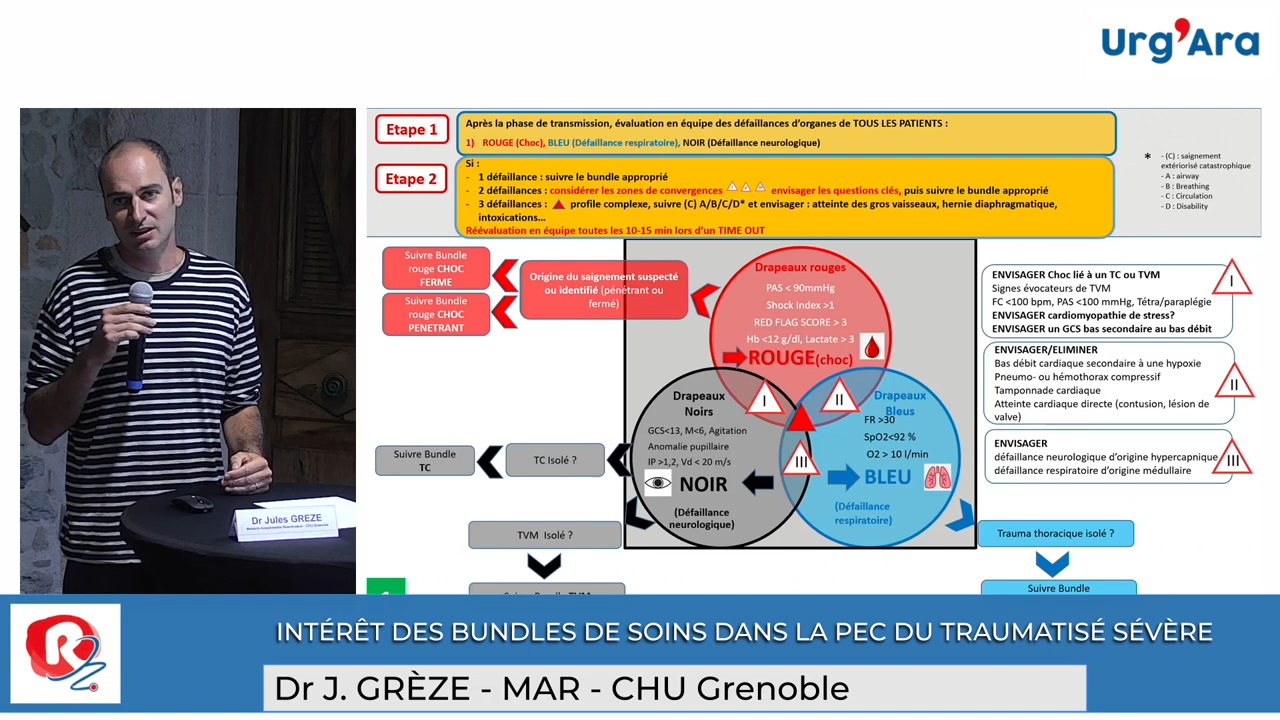 Urg'Ara
Etape 1
Après la phase de transmission, évaluation en équipe des défaillances d'organes de TOUS LES PATIENTS :
1) ROUGE (Choc), BLEU (Défaillance respiratoire), NOIR (Défaillance neurologique)
Etape 2
Si :
- 1 défaillance : suivre le bundle approprié
- 2 défaillances : considérer les zones de convergences envisager les questions clés, puis suivre le bundle approprié
- 3 défaillances : profile complexe, suivre (C) A/B/C/D* et envisager : atteinte des gros vaisseaux, hernie diaphragmatique,
intoxications...
Réévaluation en équipe toutes les 10-15 min lors d'un TIME OUT
* - (C) : saignement
extériorisé catastrophique
- A : airway
- B : Breathing
- C : Circulation
- D : Disability
Suivre Bundle
rouge CHOC
FERME
Suivre Bundle
rouge CHOC
PENETRANT
Origine du saignement suspecté
ou identifié (pénétrant ou
fermé)
Drapeaux rouges
PAS < 90mmHg
Shock Index >1
RED FLAG SCORE > 3
Hb <12 g/dl, Lactate > 3
ROUGE(choc)
ENVISAGER Choc lié à un TC ou TVM
Signes évocateurs de TVM
FC <100 bpm, PAS <100 mmHg, Tétra/paraplégie
ENVISAGER cardiomyopathie de stress?
ENVISAGER un GCS bas secondaire au bas débit
I
ENVISAGER/ELIMINER
Bas débit cardiaque secondaire à une hypoxie
Pneumo- ou hémothorax compressif
Tamponnade cardiaque
Atteinte cardiaque directe (contusion, lésion de
valve)
II
ENVISAGER
défaillance neurologique d'origine hypercapnique
défaillance respiratoire d'origine médullaire
III
I
II
III
Drapeaux
Noirs
GCS<13, M<6, Agitation
Anomalie pupillaire
IP >1,2, Vd < 20 m/s
NOIR
(Défaillance
neurologique)
Drapeaux
Bleus
FR >30
SpO2<92 %
O2 > 10 l/min
BLEU
(Défaillance
respiratoire)
Suivre Bundle
TC
TC Isolé ?
TVM Isolé ?
Suivre Bundle TVM
Trauma thoracique isolé ?
Suivre Bundle
Dr Jules GREZE
R
INTÉRÊT DES BUNDLES DE SOINS DANS LA PEC DU TRAUMATISÉ SÉVÈRE
Dr J. GRÈZE - MAR - CHU Grenoble